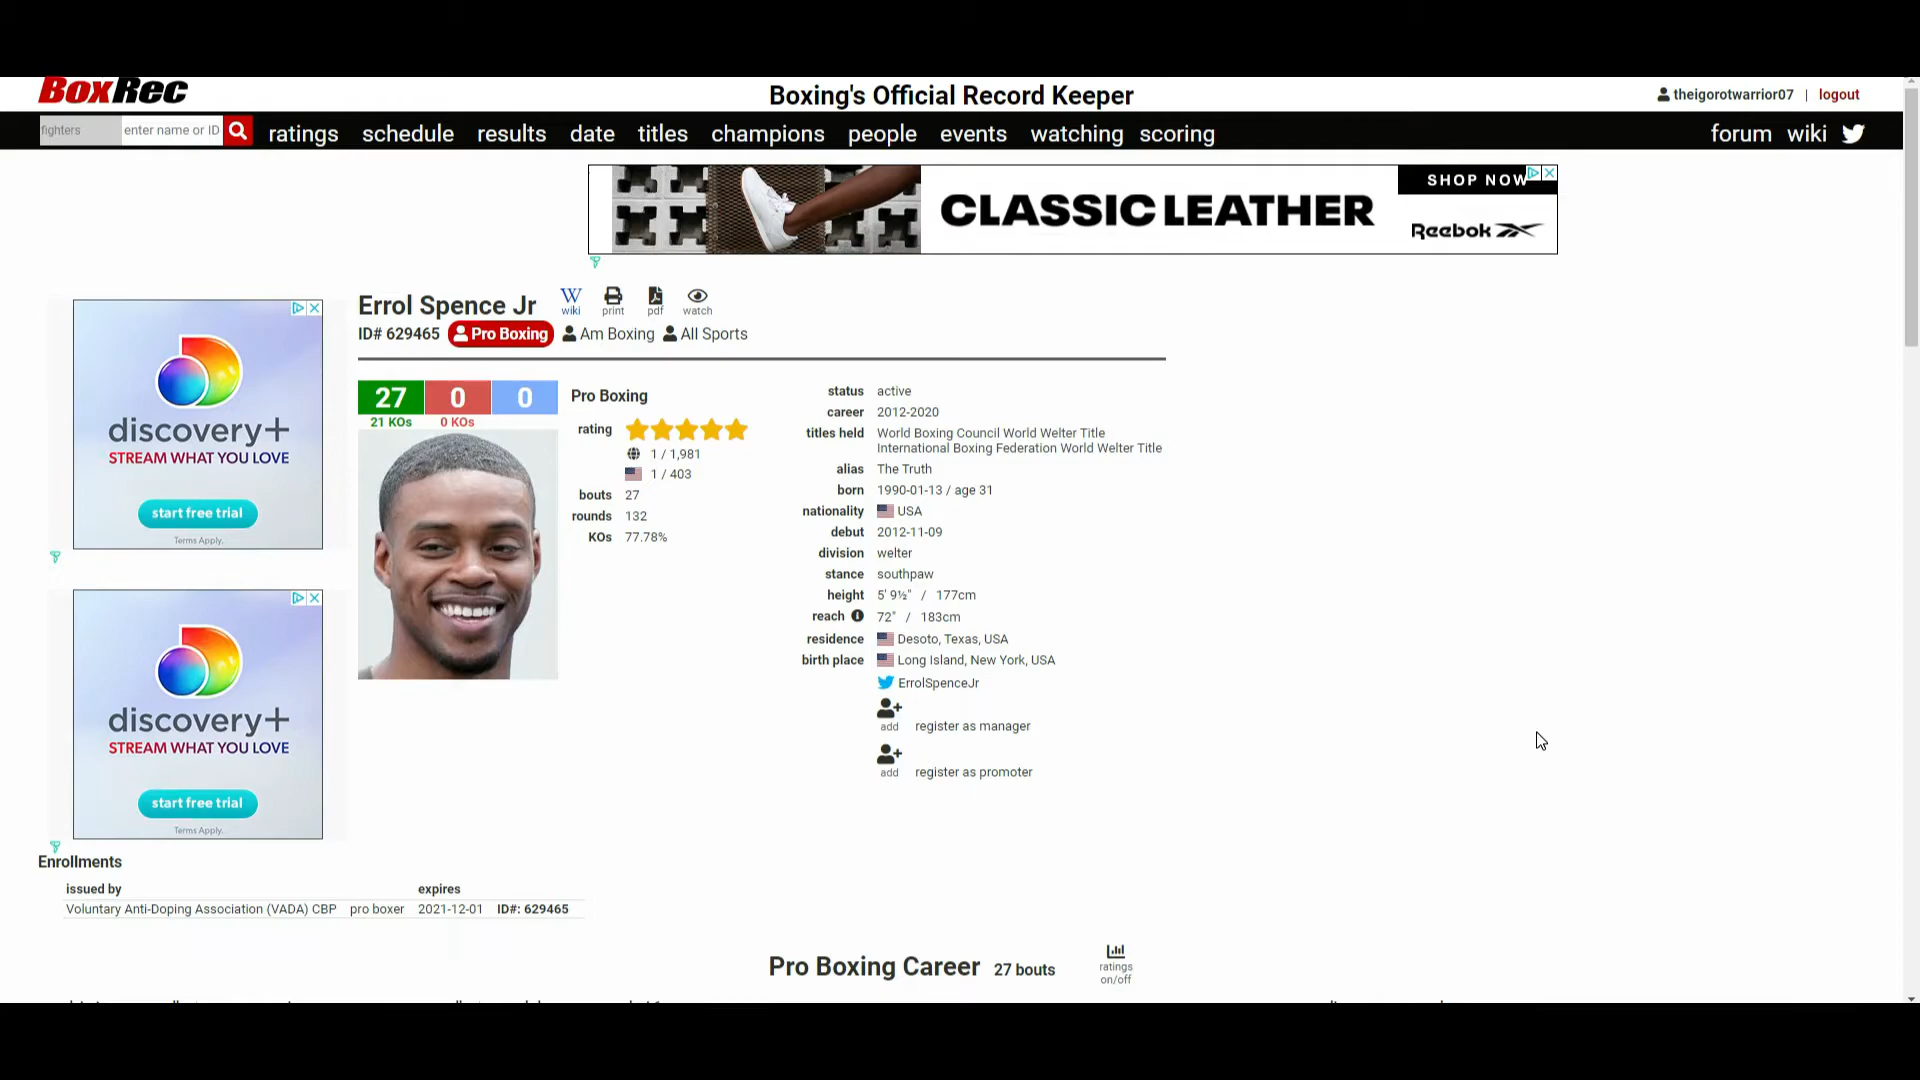 BoxRec
Boxing's Official Record Keeper
theigorotwarrior07 | logout
fighters enter name or ID ratings schedule results date titles champions people events watching scoring forum wiki
CLASSIC LEATHER
SHOP NOW
Reebok
discovery+
STREAM WHAT YOU LOVE
start free trial
Terms Apply.
discovery+
STREAM WHAT YOU LOVE
start free trial
Terms Apply.
Errol Spence Jr
W wiki print pdf watch
ID# 629465 Pro Boxing Am Boxing All Sports
27 0 0
21 KOs 0 KOs
Pro Boxing
rating
1 / 1,981
1 / 403
bouts 27
rounds 132
KOs 77.78%
status active
career 2012-2020
titles held World Boxing Council World Welter Title
International Boxing Federation World Welter Title
alias The Truth
born 1990-01-13 / age 31
nationality USA
debut 2012-11-09
division welter
stance southpaw
height 5' 9½" / 177cm
reach 72" / 183cm
residence Desoto, Texas, USA
birth place Long Island, New York, USA
ErrolSpenceJr
add register as manager
add register as promoter
Enrollments
issued by expires
Voluntary Anti-Doping Association (VADA) CBP pro boxer 2021-12-01 ID#: 629465
Pro Boxing Career 27 bouts
ratings
on/off